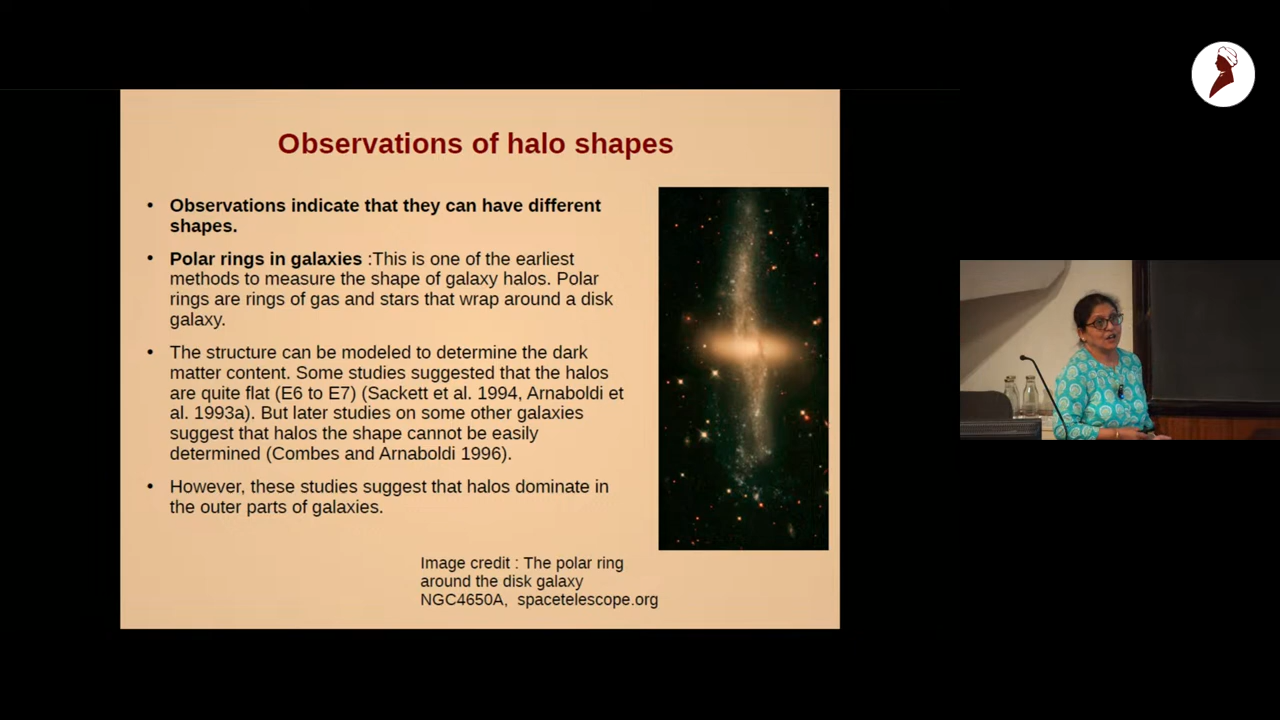 Observations of halo shapes
• Observations indicate that they can have different
shapes.
• Polar rings in galaxies :This is one of the earliest
methods to measure the shape of galaxy halos. Polar
rings are rings of gas and stars that wrap around a disk
galaxy.
• The structure can be modeled to determine the dark
matter content. Some studies suggested that the halos
are quite flat (E6 to E7) (Sackett et al. 1994, Arnaboldi et
al. 1993a). But later studies on some other galaxies
suggest that halos the shape cannot be easily
determined (Combes and Arnaboldi 1996).
• However, these studies suggest that halos dominate in
the outer parts of galaxies.
Image credit : The polar ring
around the disk galaxy
NGC4650A, spacetelescope.org